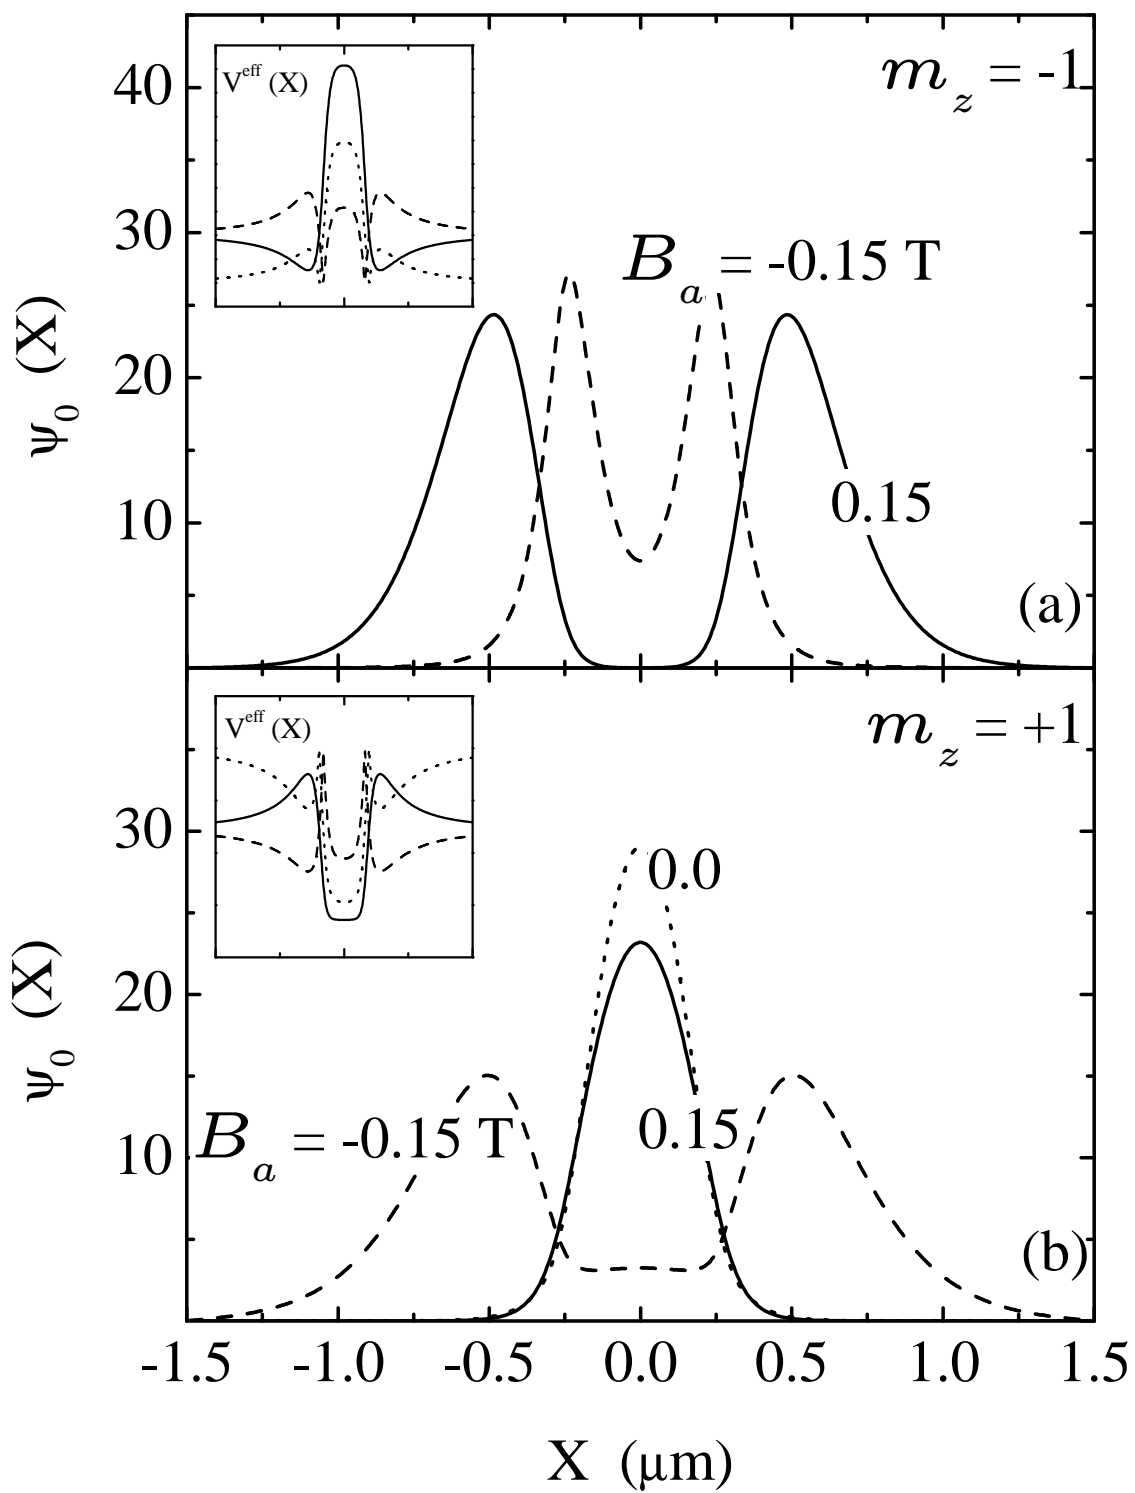 V^eff (X)
m_z = -1
40
30
20
10
ψ_0 (X)
B_a = -0.15 T
0.15
(a)
V^eff (X)
m_z = +1
30
20
10
ψ_0 (X)
0.0
B_a = -0.15 T
0.15
(b)
-1.5 -1.0 -0.5 0.0 0.5 1.0 1.5
X (μm)